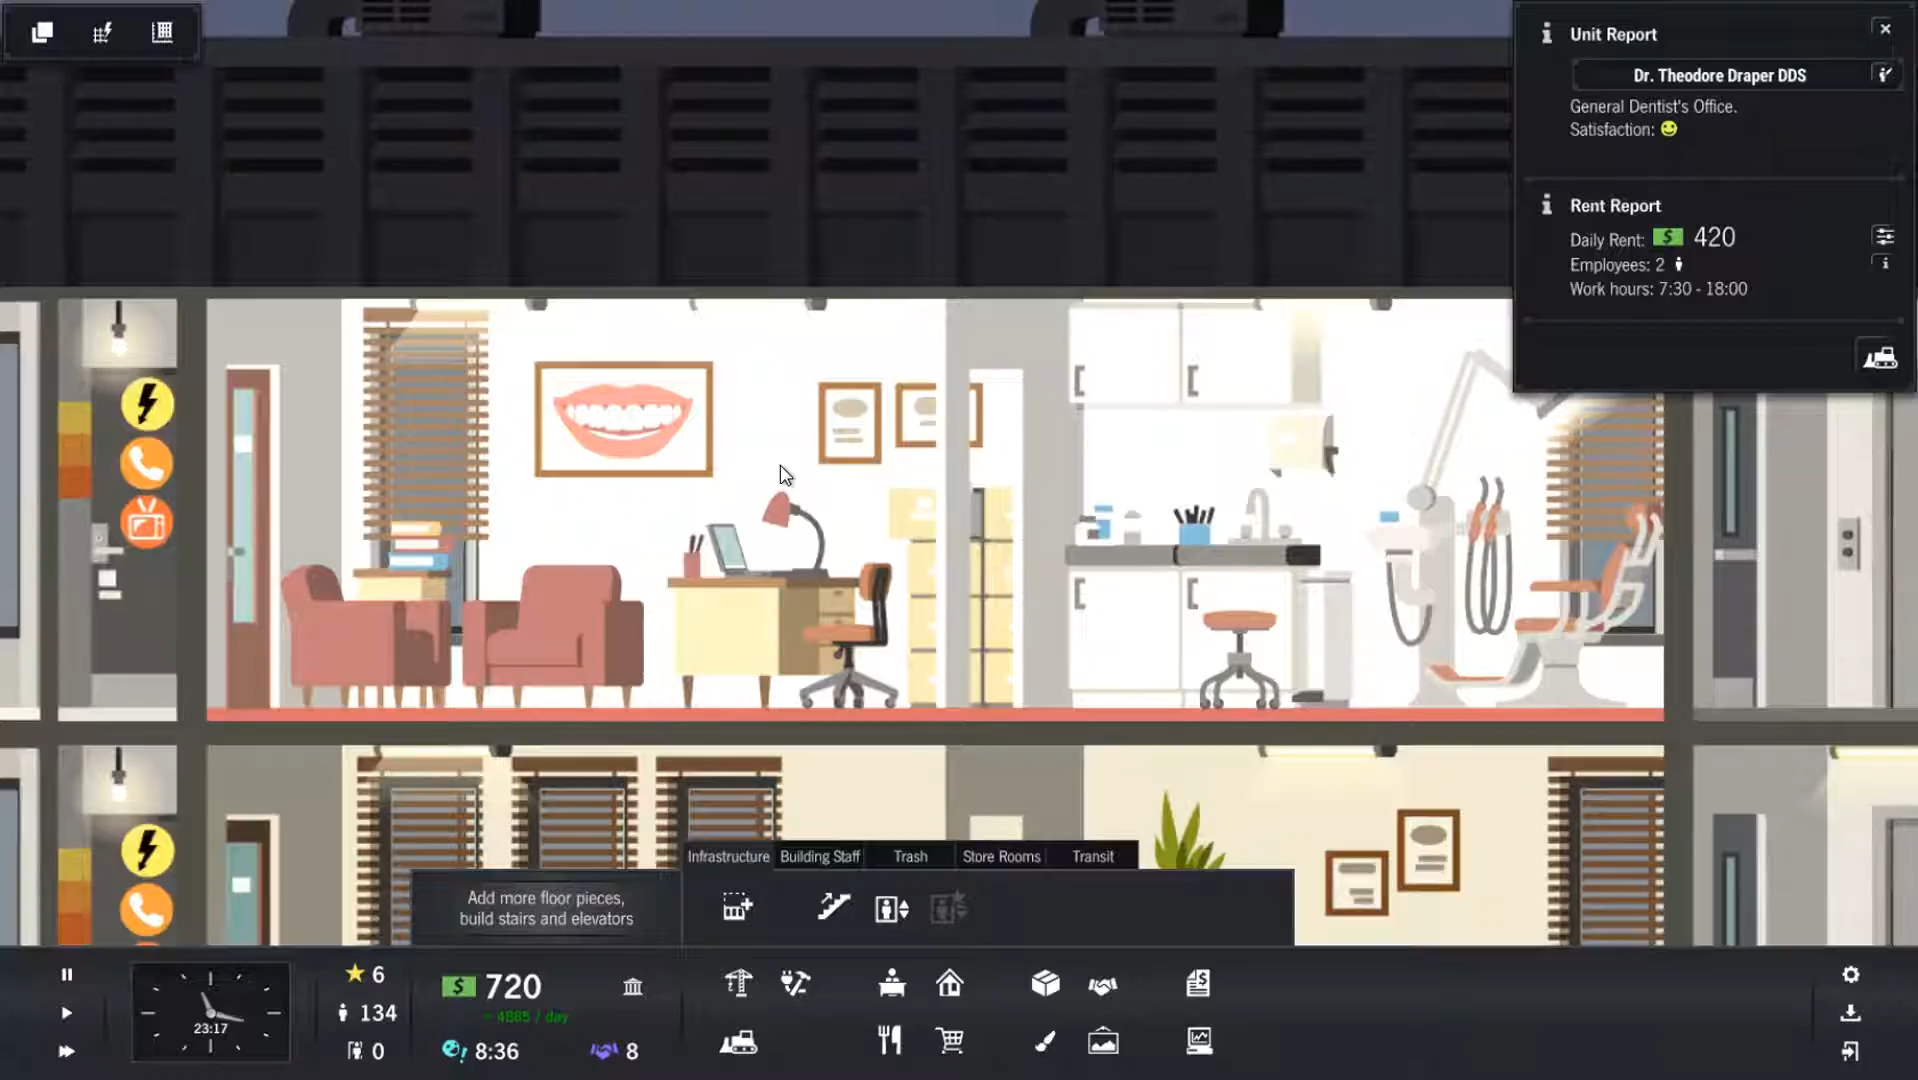 Unit Report
Dr. Theodore Draper DDS
General Dentist's Office.
Satisfaction:
Rent Report
Daily Rent: $ 420
Employees: 2
Work hours: 7:30 - 18:00
Infrastructure
Building Staff
Trash
Store Rooms
Transit
Add more floor pieces,
build stairs and elevators
23:17
6
134
0
$ 720
~ 4885 / day
8:36
8